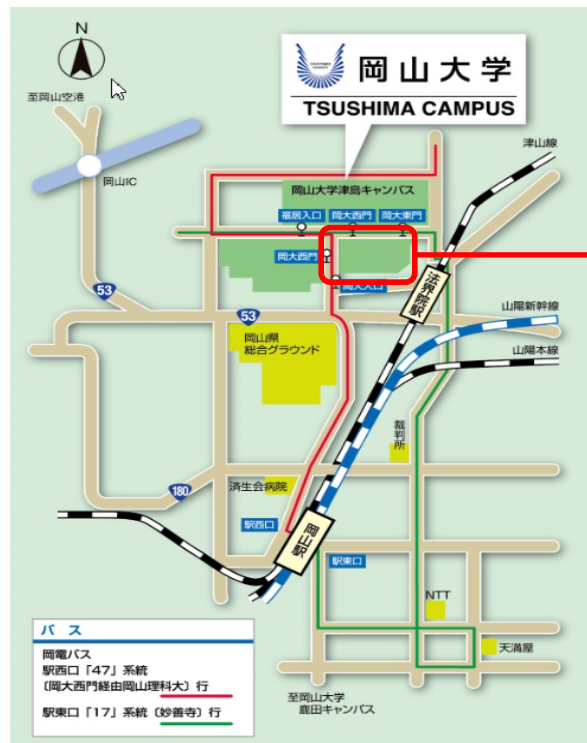 N
岡山大学
TSUSHIMA CAMPUS
至岡山空港
岡山IC
津山線
岡山大学津島キャンパス
福居入口
岡大西門
岡大東門
岡大西門
岡大入口
法界院駅
53
53
山陽新幹線
山陽本線
岡山県
総合グラウンド
裁判所
180
済生会病院
駅西口
岡山駅
駅東口
NTT
天満屋
バス
岡電バス
駅西口「47」系統
〔岡大西門経由岡山理科大〕行
駅東口「17」系統〔妙善寺〕行
至岡山大学
鹿田キャンパス